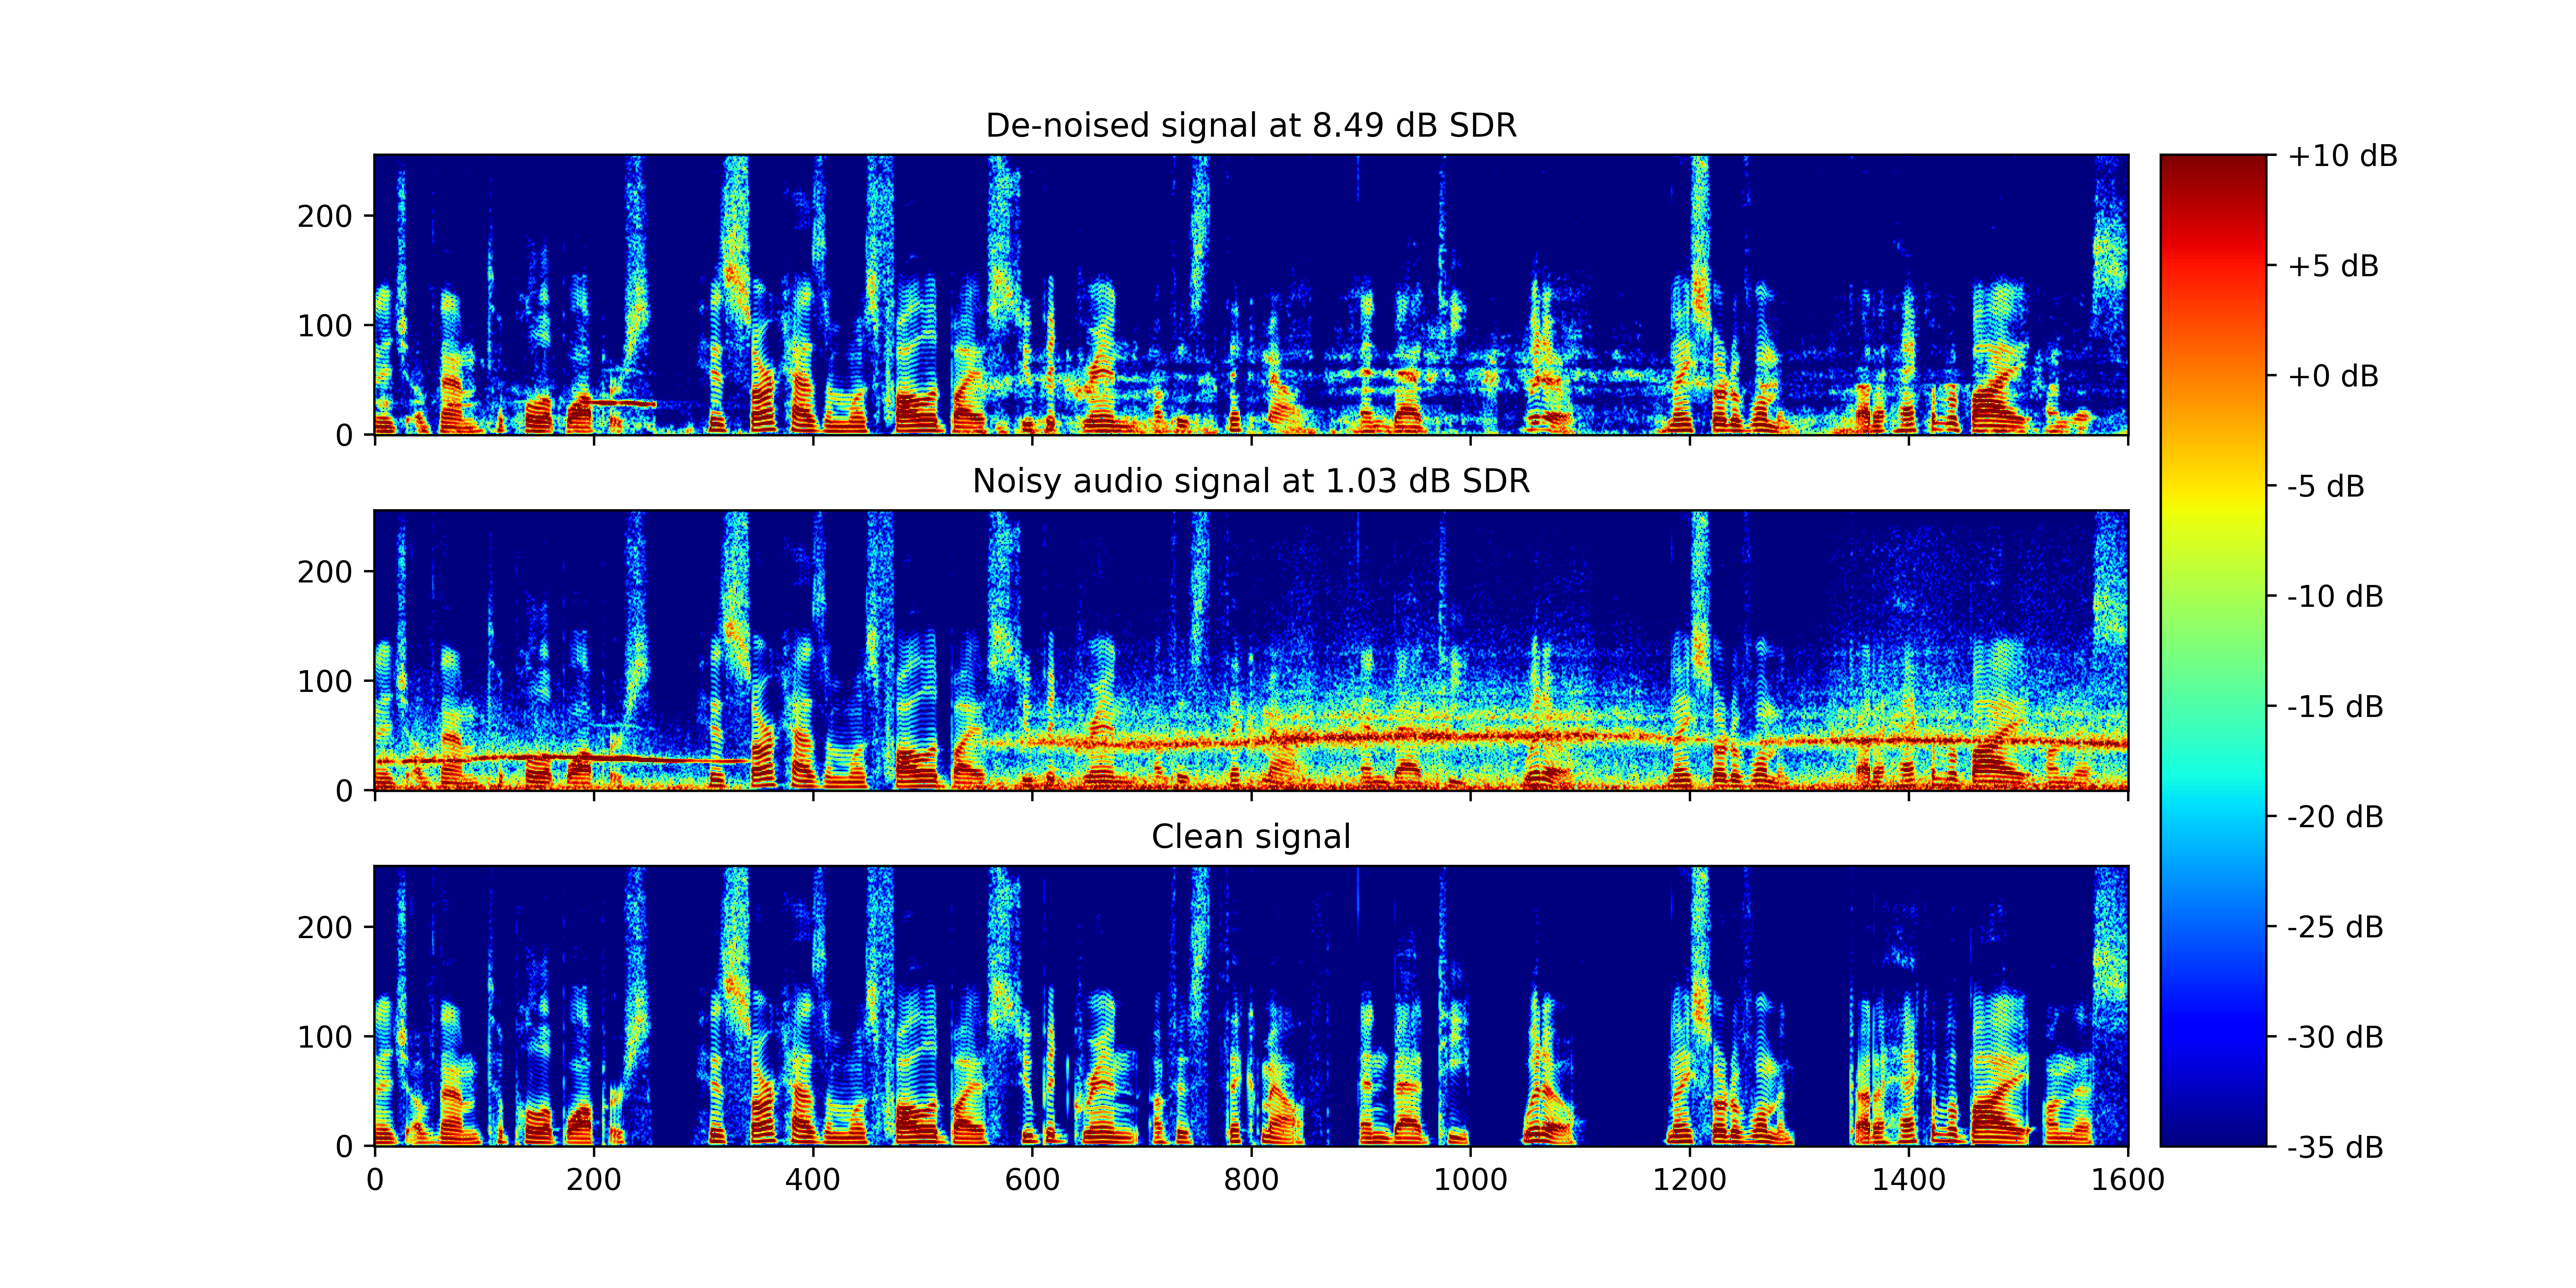 De-noised signal at 8.49 dB SDR
200
100
0
Noisy audio signal at 1.03 dB SDR
200
100
0
Clean signal
200
100
0
0 200 400 600 800 1000 1200 1400 1600
+10 dB
+5 dB
+0 dB
-5 dB
-10 dB
-15 dB
-20 dB
-25 dB
-30 dB
-35 dB